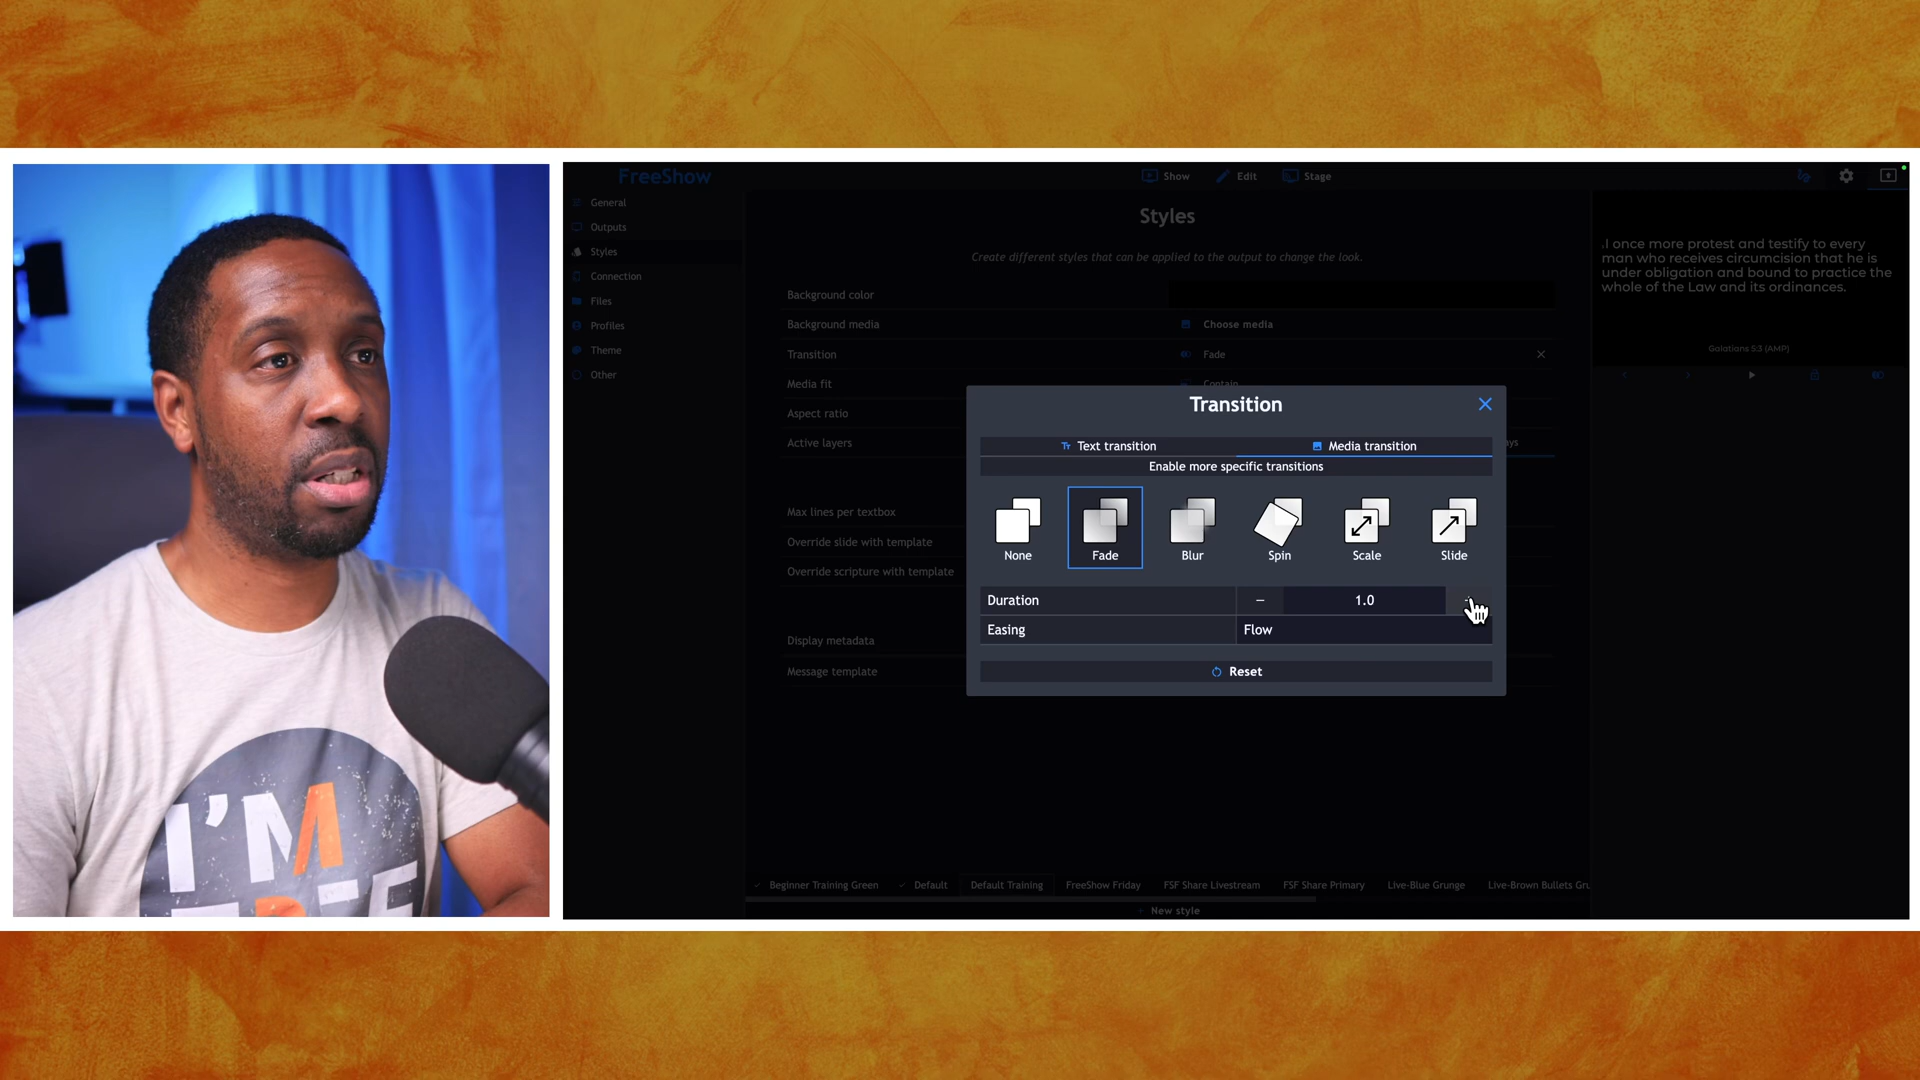 I'M
FREE
FreeShow
Show
Edit
Stage
General
Outputs
Styles
Connection
Files
Profiles
Theme
Other
Styles
Create different styles that can be applied to the output to change the look.
Background color
Background media
Choose media
Transition
Fade
Media fit
Contain
Aspect ratio
Active layers
Max lines per textbox
Override slide with template
Override scripture with template
Display metadata
Message template
Transition
Text transition
Media transition
Enable more specific transitions
None
Fade
Blur
Spin
Scale
Slide
Duration
− 1.0
Easing
Flow
Reset
I once more protest and testify to every
man who receives circumcision that he is
under obligation and bound to practice the
whole of the Law and its ordinances.
Galatians 5:3 (AMP)
Beginner Training Green
Default
Default Training
FreeShow Friday
FSF Share Livestream
FSF Share Primary
Live-Blue Grunge
Live-Brown Bullets Gru
New style